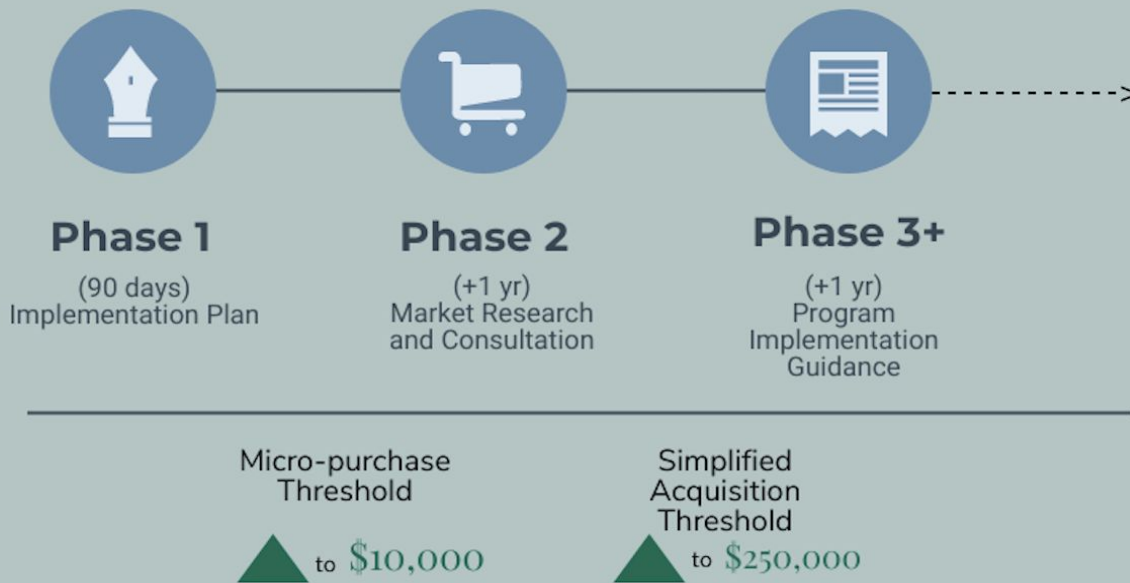 Phase 1
(90 days)
Implementation Plan
Phase 2
(+1 yr)
Market Research
and Consultation
Phase 3+
(+1 yr)
Program
Implementation
Guidance
Micro-purchase
Threshold
to $10,000
Simplified
Acquisition
Threshold
to $250,000